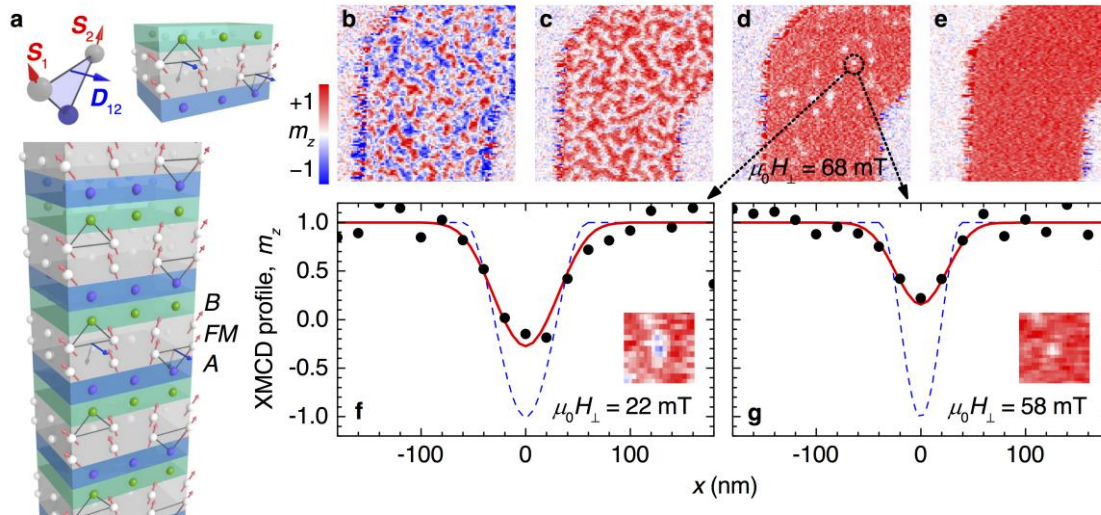 a
S1
S2
D12
B
FM
A
+1
mz
−1
b
c
d
e
μ0H⊥ = 68 mT
XMCD profile, mz
1.0
0.5
0.0
-0.5
-1.0
f
μ0H⊥ = 22 mT
g
μ0H⊥ = 58 mT
-100 0 100
-100 0 100
x (nm)